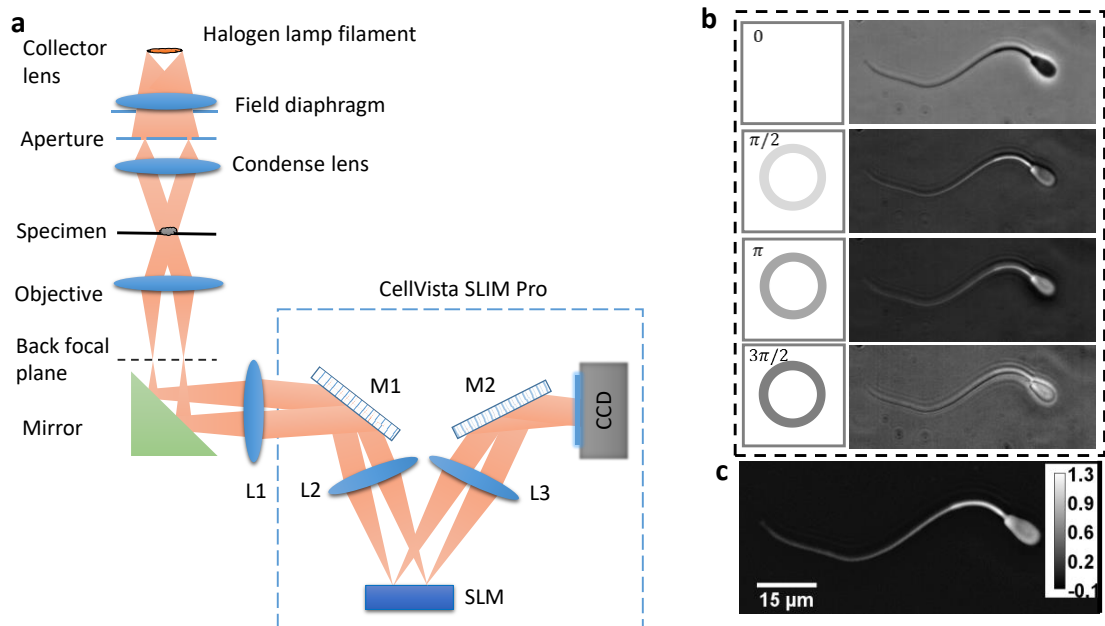 a
Halogen lamp filament
Collector
lens
Field diaphragm
Aperture
Condense lens
Specimen
Objective
CellVista SLIM Pro
Back focal
plane
M1
M2
CCD
Mirror
L1
L2
L3
SLM
b
0
π/2
π
3π/2
c
1.3
0.9
0.6
0.2
-0.1
15 μm